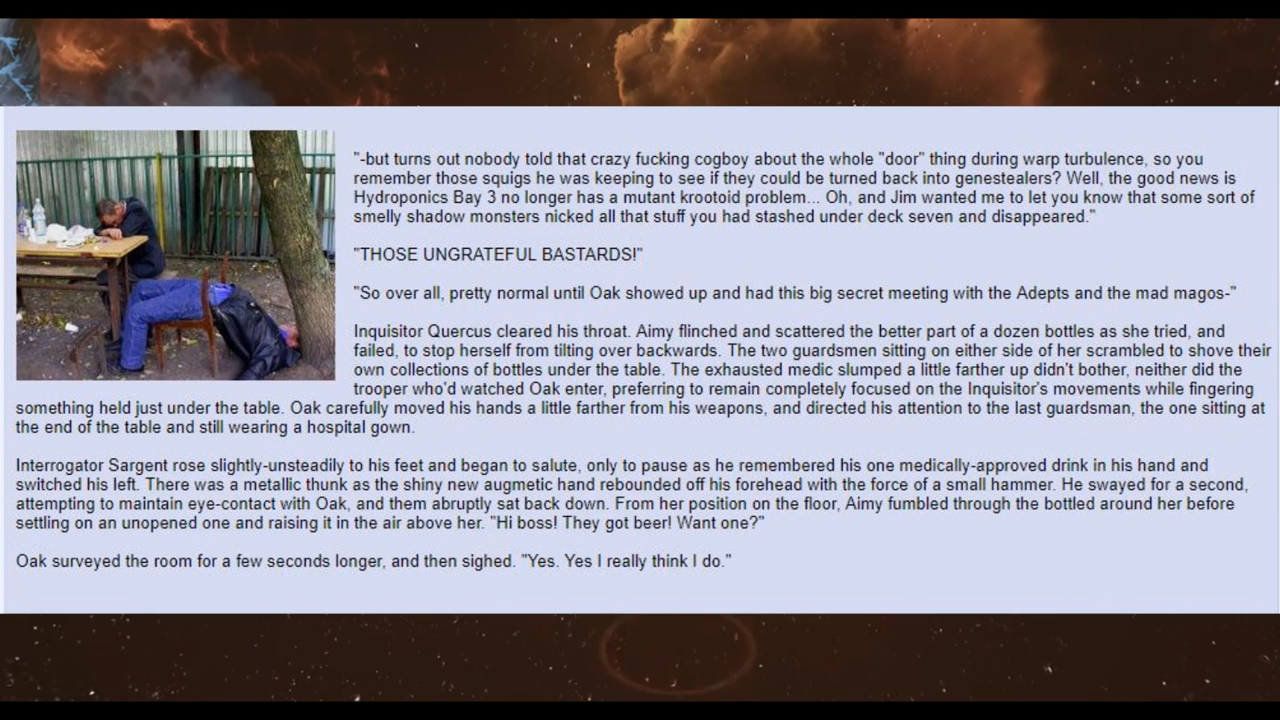 "-but turns out nobody told that crazy fucking cogboy about the whole "door" thing during warp turbulence, so you
remember those squigs he was keeping to see if they could be turned back into genestealers? Well, the good news is
Hydroponics Bay 3 no longer has a mutant krootoid problem... Oh, and Jim wanted me to let you know that some sort of
smelly shadow monsters nicked all that stuff you had stashed under deck seven and disappeared."
"THOSE UNGRATEFUL BASTARDS!"
"So over all, pretty normal until Oak showed up and had this big secret meeting with the Adepts and the mad magos-"
Inquisitor Quercus cleared his throat. Aimy flinched and scattered the better part of a dozen bottles as she tried, and
failed, to stop herself from tilting over backwards. The two guardsmen sitting on either side of her scrambled to shove their
own collections of bottles under the table. The exhausted medic slumped a little farther up didn't bother, neither did the
trooper who'd watched Oak enter, preferring to remain completely focused on the Inquisitor's movements while fingering
something held just under the table. Oak carefully moved his hands a little farther from his weapons, and directed his attention to the last guardsman, the one sitting at
the end of the table and still wearing a hospital gown.
Interrogator Sargent rose slightly-unsteadily to his feet and began to salute, only to pause as he remembered his one medically-approved drink in his hand and
switched his left. There was a metallic thunk as the shiny new augmetic hand rebounded off his forehead with the force of a small hammer. He swayed for a second,
attempting to maintain eye-contact with Oak, and them abruptly sat back down. From her position on the floor, Aimy fumbled through the bottled around her before
settling on an unopened one and raising it in the air above her. "Hi boss! They got beer! Want one?"
Oak surveyed the room for a few seconds longer, and then sighed. "Yes. Yes I really think I do."